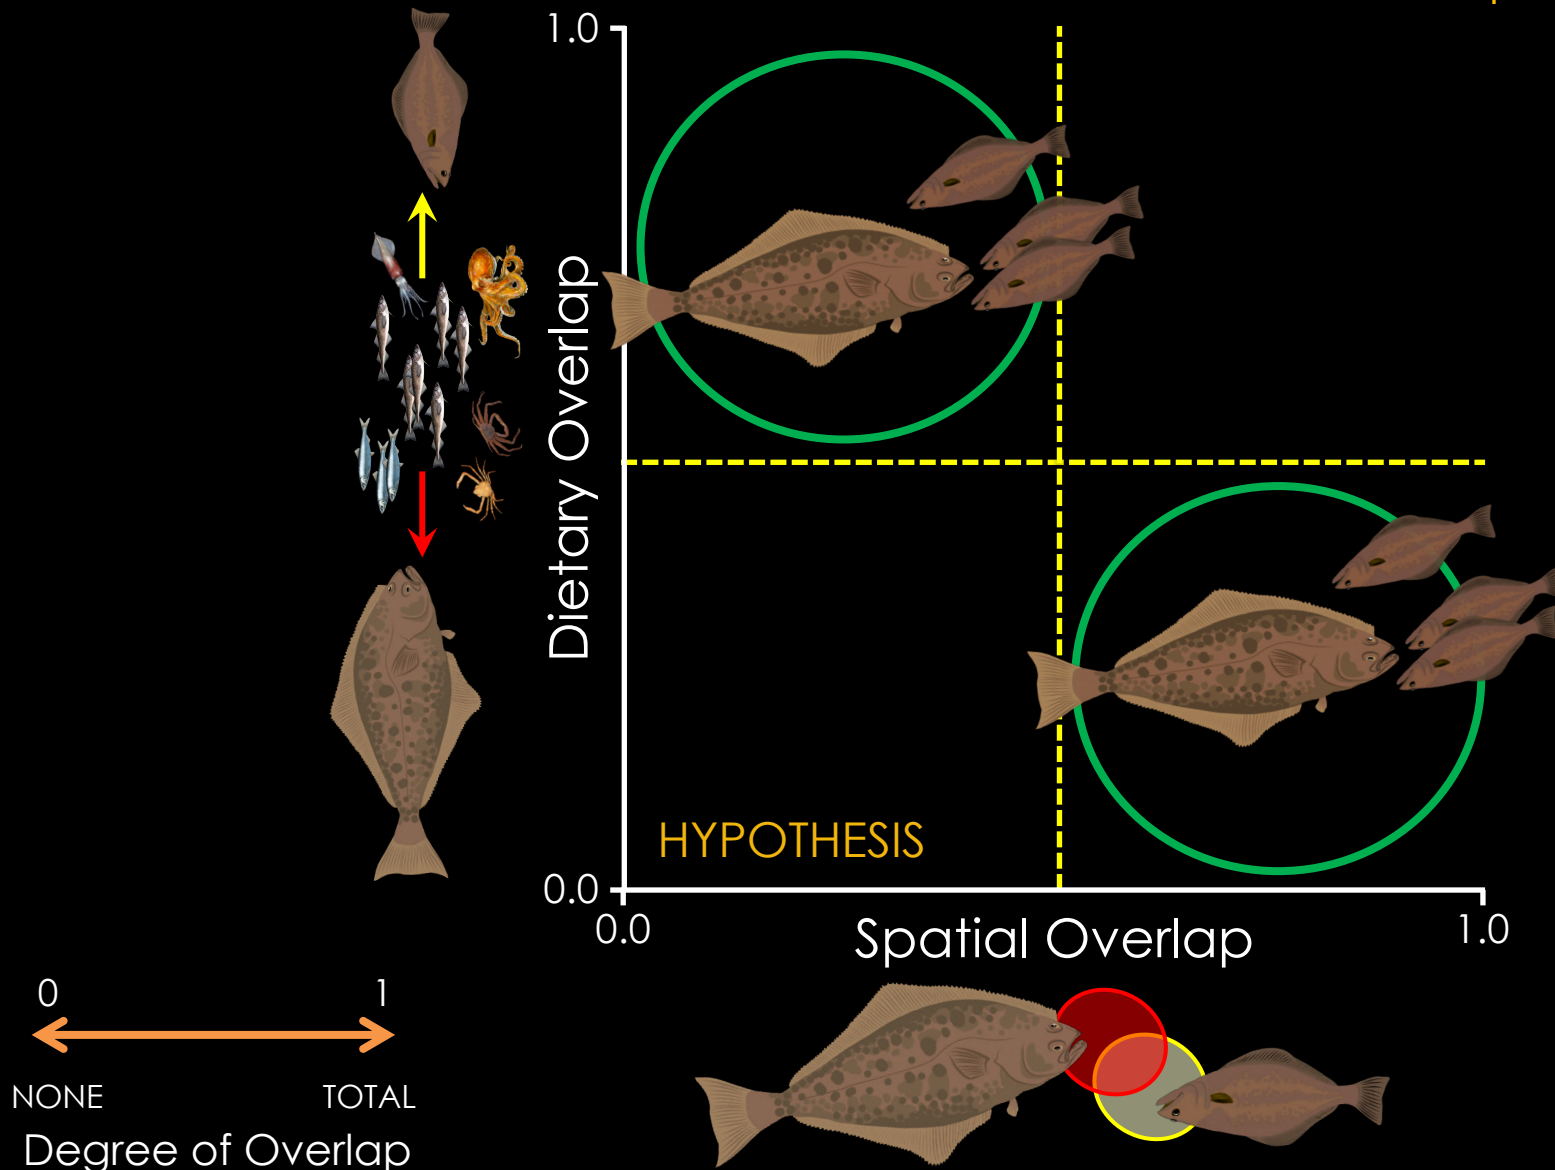 1.0
Dietary Overlap
HYPOTHESIS
0.0
0.0
1.0
Spatial Overlap
0 1
NONE TOTAL
Degree of Overlap